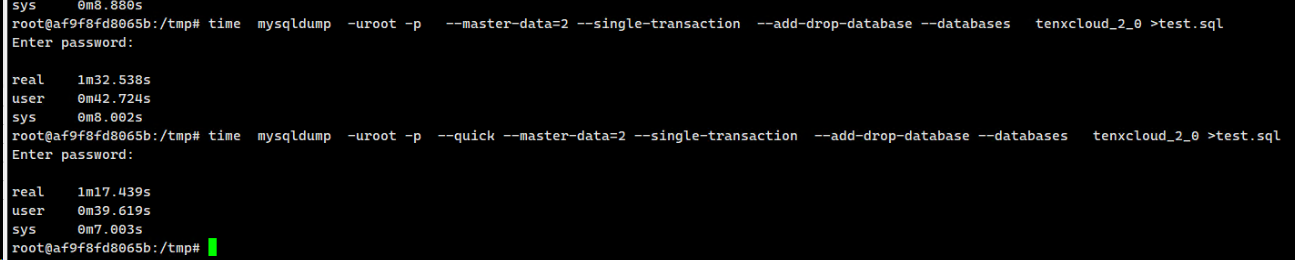 sys     0m8.880s
root@af9f8fd8065b:/tmp# time  mysqldump  -uroot -p   --master-data=2 --single-transaction  --add-drop-database --databases   tenxcloud_2_0 >test.sql
Enter password:
real    1m32.538s
user    0m42.724s
sys     0m8.002s
root@af9f8fd8065b:/tmp# time  mysqldump  -uroot -p  --quick --master-data=2 --single-transaction  --add-drop-database --databases   tenxcloud_2_0 >test.sql
Enter password:
real    1m17.439s
user    0m39.619s
sys     0m7.003s
root@af9f8fd8065b:/tmp#